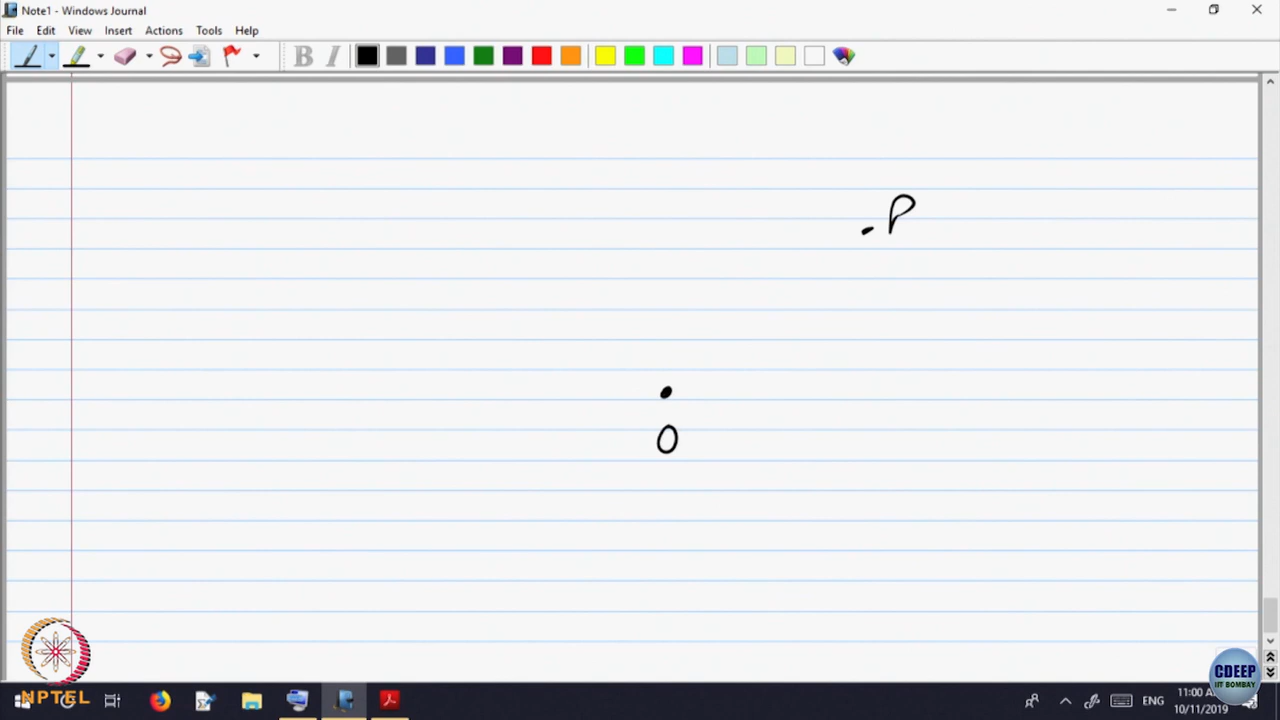 Note1 - Windows Journal
File Edit View Insert Actions Tools Help
B I
P
O
NPTEL
CDEEP
IIT BOMBAY
ENG
11:00 A
10/11/2019